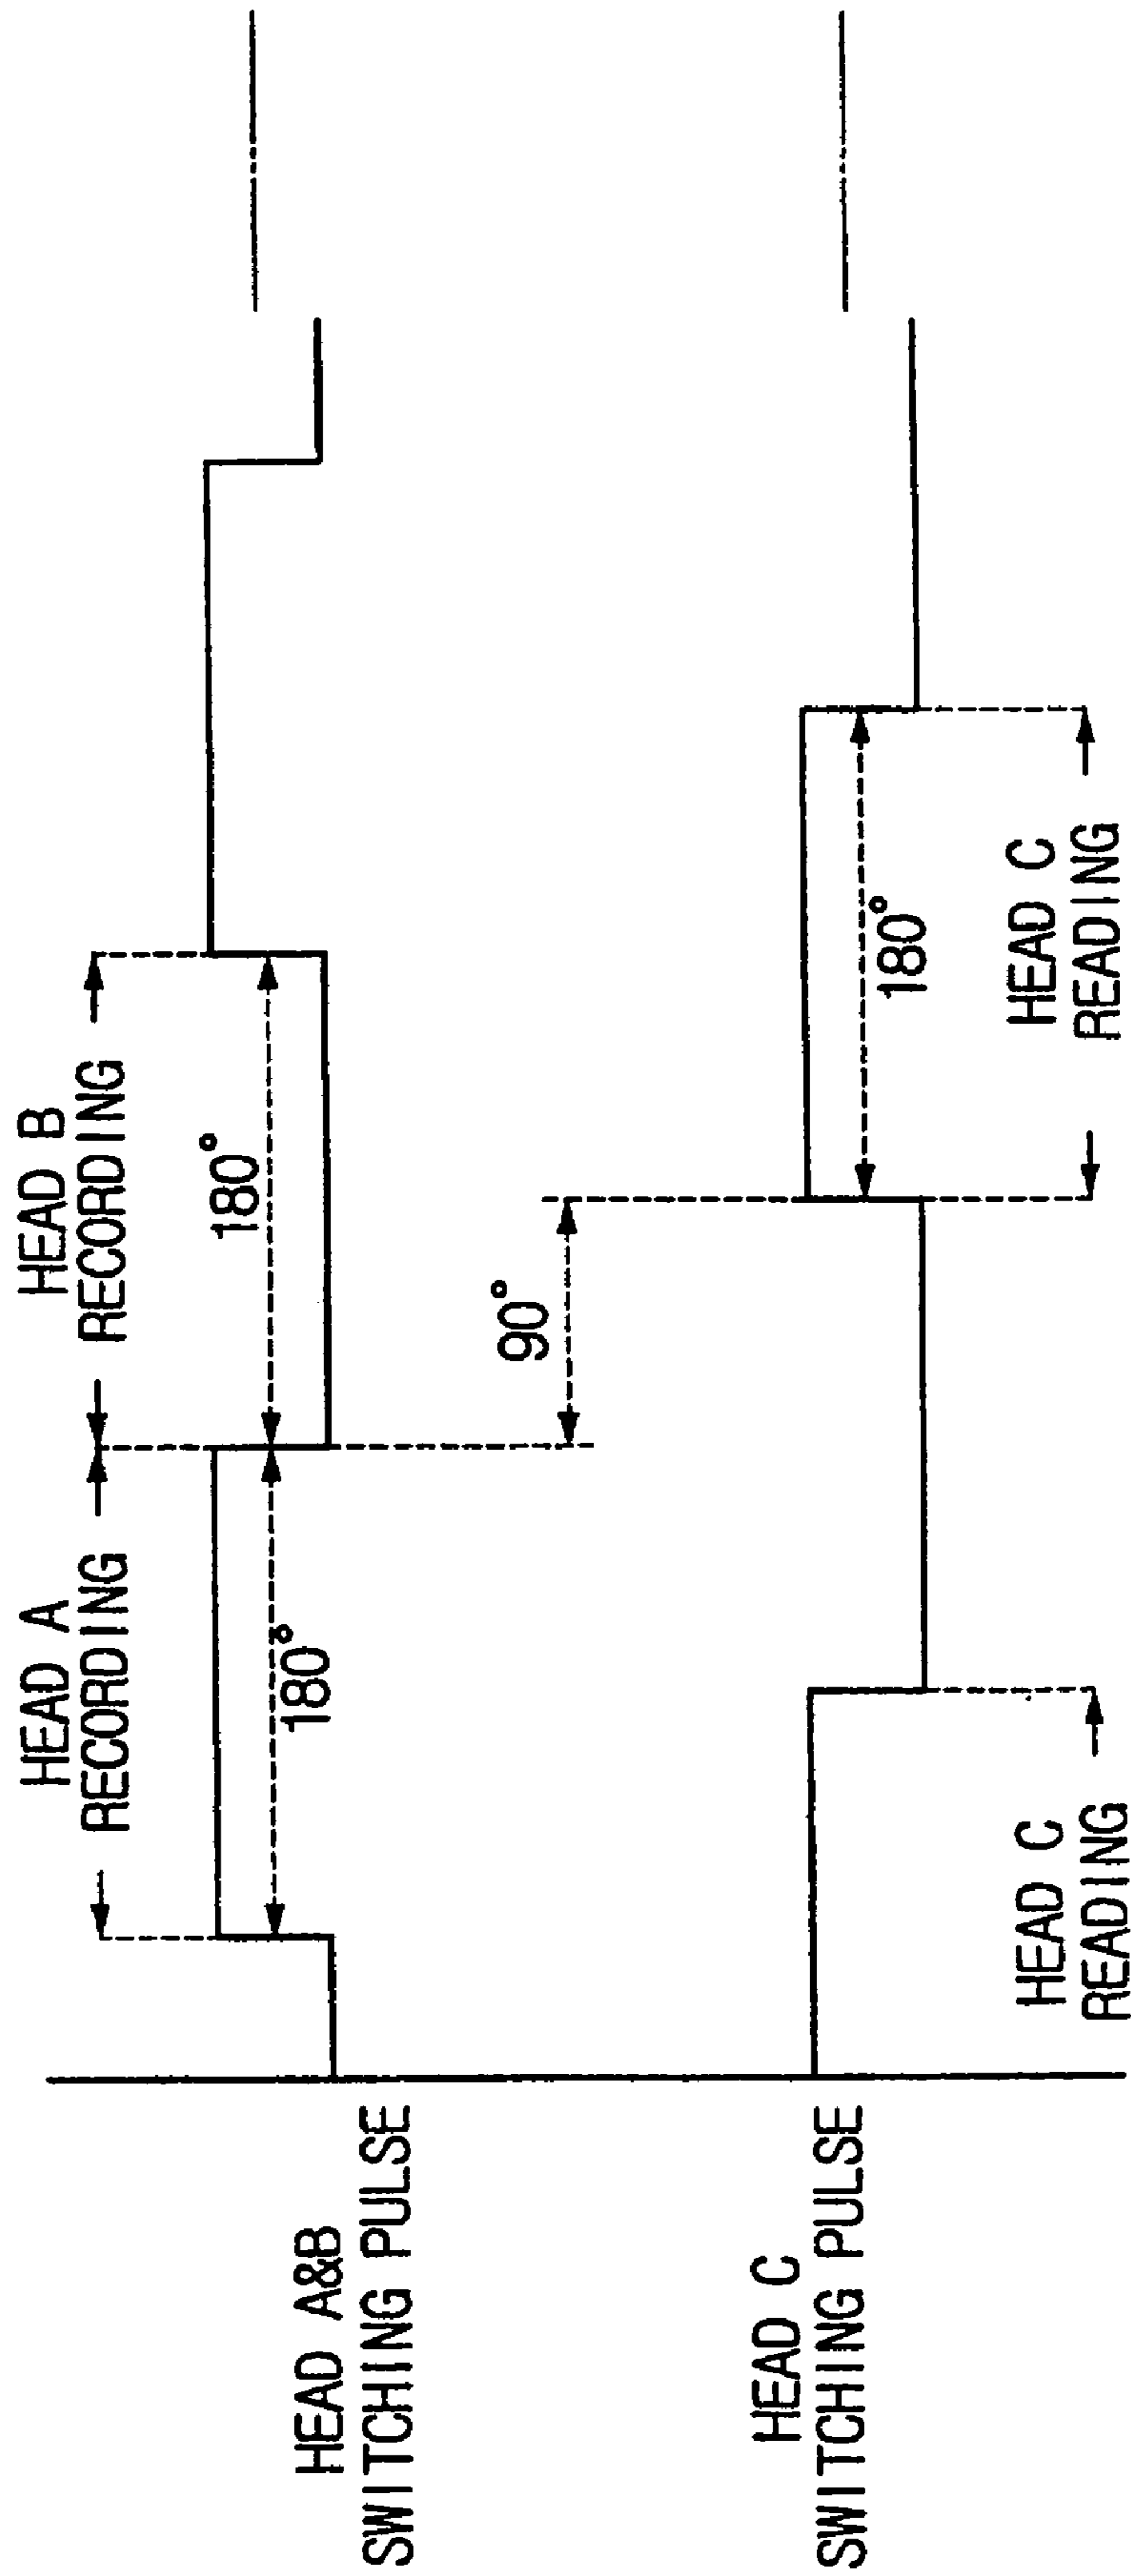 HEAD A
RECORDING
HEAD B
RECORDING
HEAD A&B
SWITCHING PULSE
180°
180°
90°
HEAD C
SWITCHING PULSE
180°
HEAD C
READING
HEAD C
READING